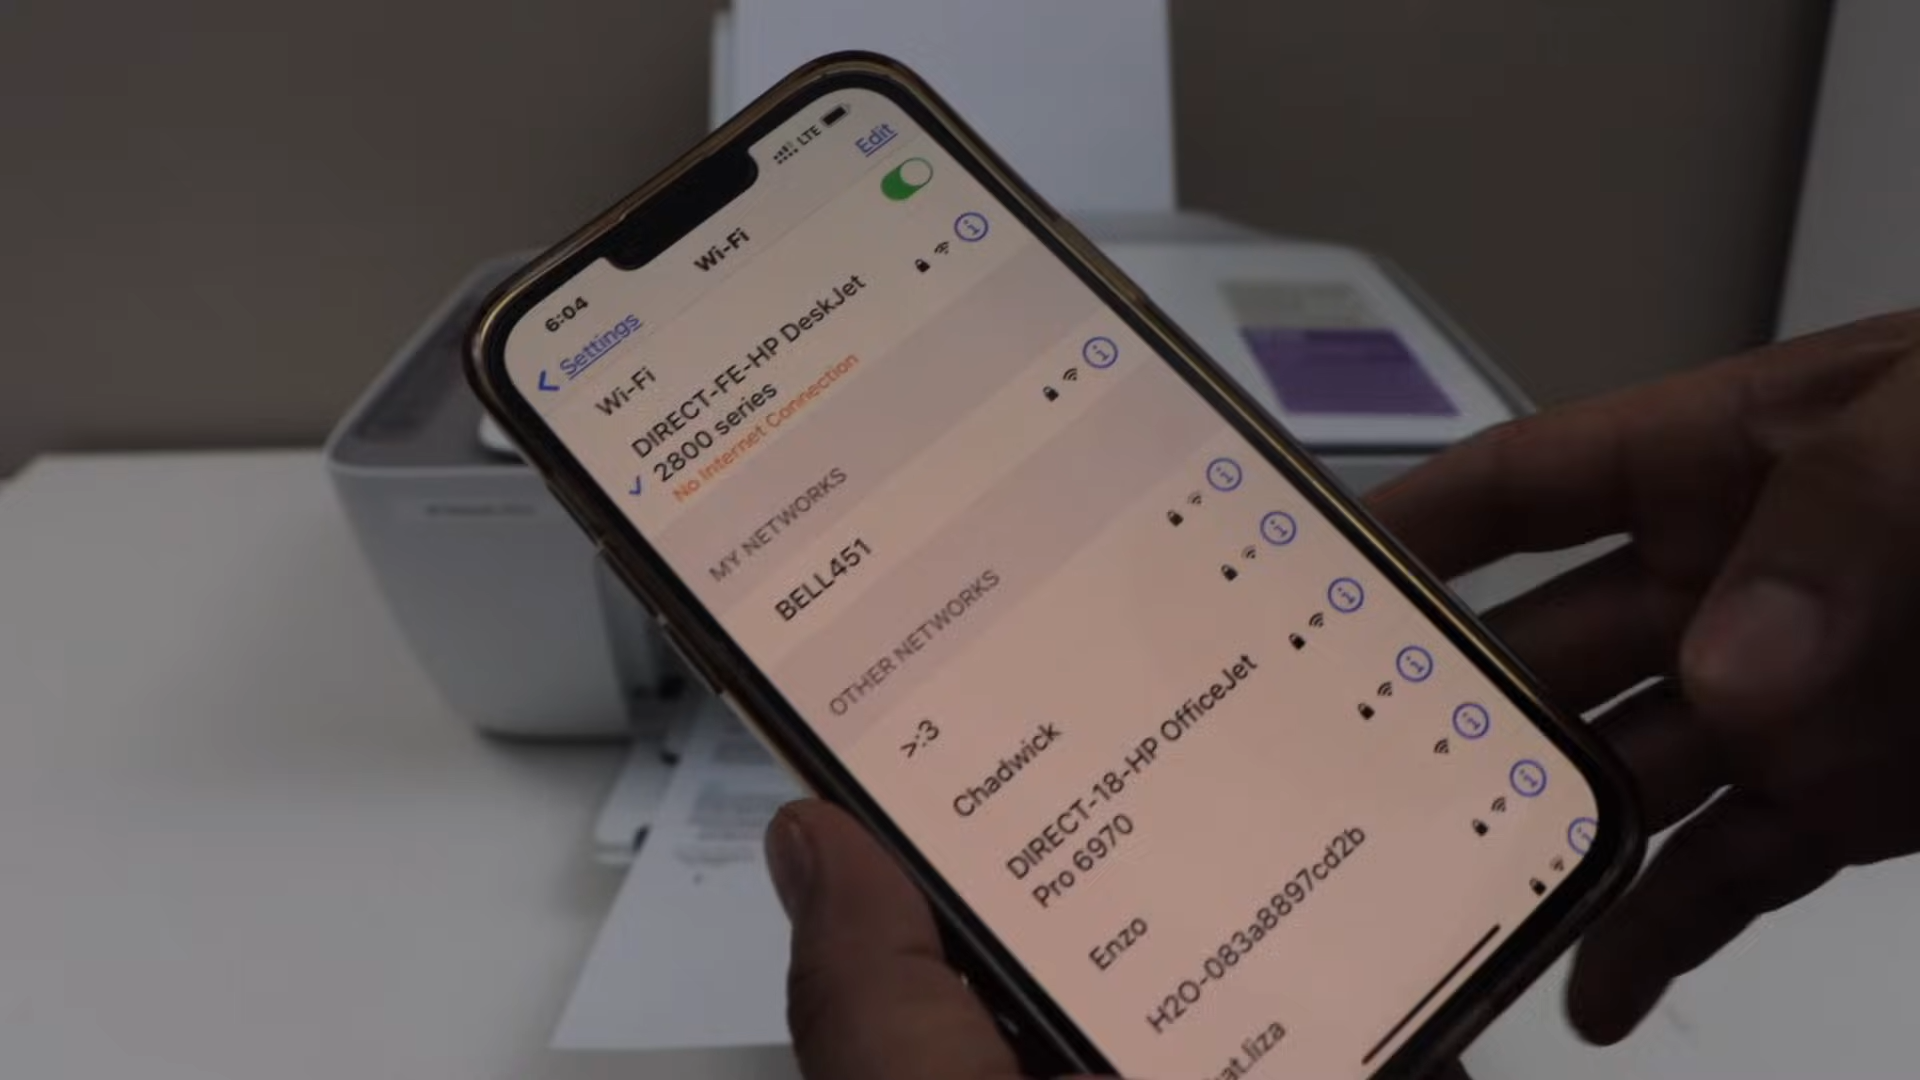 6:04
LTE
Settings
Wi-Fi
Edit
Wi-Fi
DIRECT-FE-HP DeskJet
2800 series
No Internet Connection
MY NETWORKS
BELL451
OTHER NETWORKS
>:3
Chadwick
DIRECT-18-HP OfficeJet
Pro 6970
Enzo
H2O-083a8897cd2b